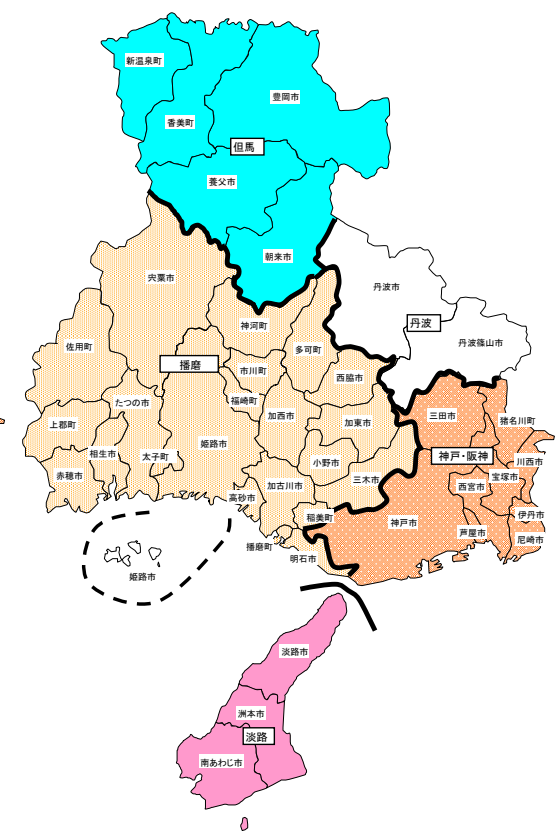 新温泉町
豊岡市
香美町
但馬
養父市
朝来市
宍粟市
丹波市
神河町
丹波
佐用町
多可町
丹波篠山市
播磨
市川町
西脇市
たつの市
福崎町
加西市
三田市
猪名川町
上郡町
姫路市
加東市
相生市
太子町
神戸・阪神
小野市
川西市
赤穂市
三木市
宝塚市
加古川市
西宮市
高砂市
稲美町
神戸市
伊丹市
芦屋市
播磨町
尼崎市
明石市
姫路市
淡路市
洲本市
淡路
南あわじ市